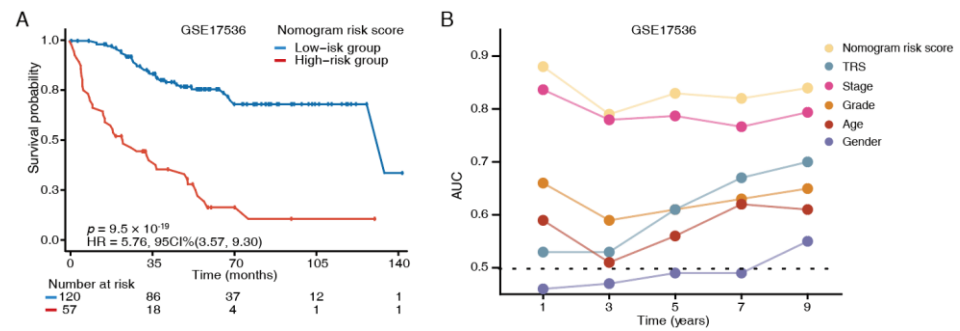 A
GSE17536
Nomogram risk score
Low-isk group
High-risk group
Survival probability
1.0
0.8
0.5
0.3
0.0
p = 9.5 × 10⁻¹⁹
HR = 5.76, 95CI%(3.57, 9.30)
0 35 70 105 140
Time (months)
Number at risk
120 86 37 12 1
57 18 4 1 1
B
GSE17536
AUC
0.9
0.8
0.7
0.6
0.5
1 3 5 7 9
Time (years)
Nomogram risk score
TRS
Stage
Grade
Age
Gender